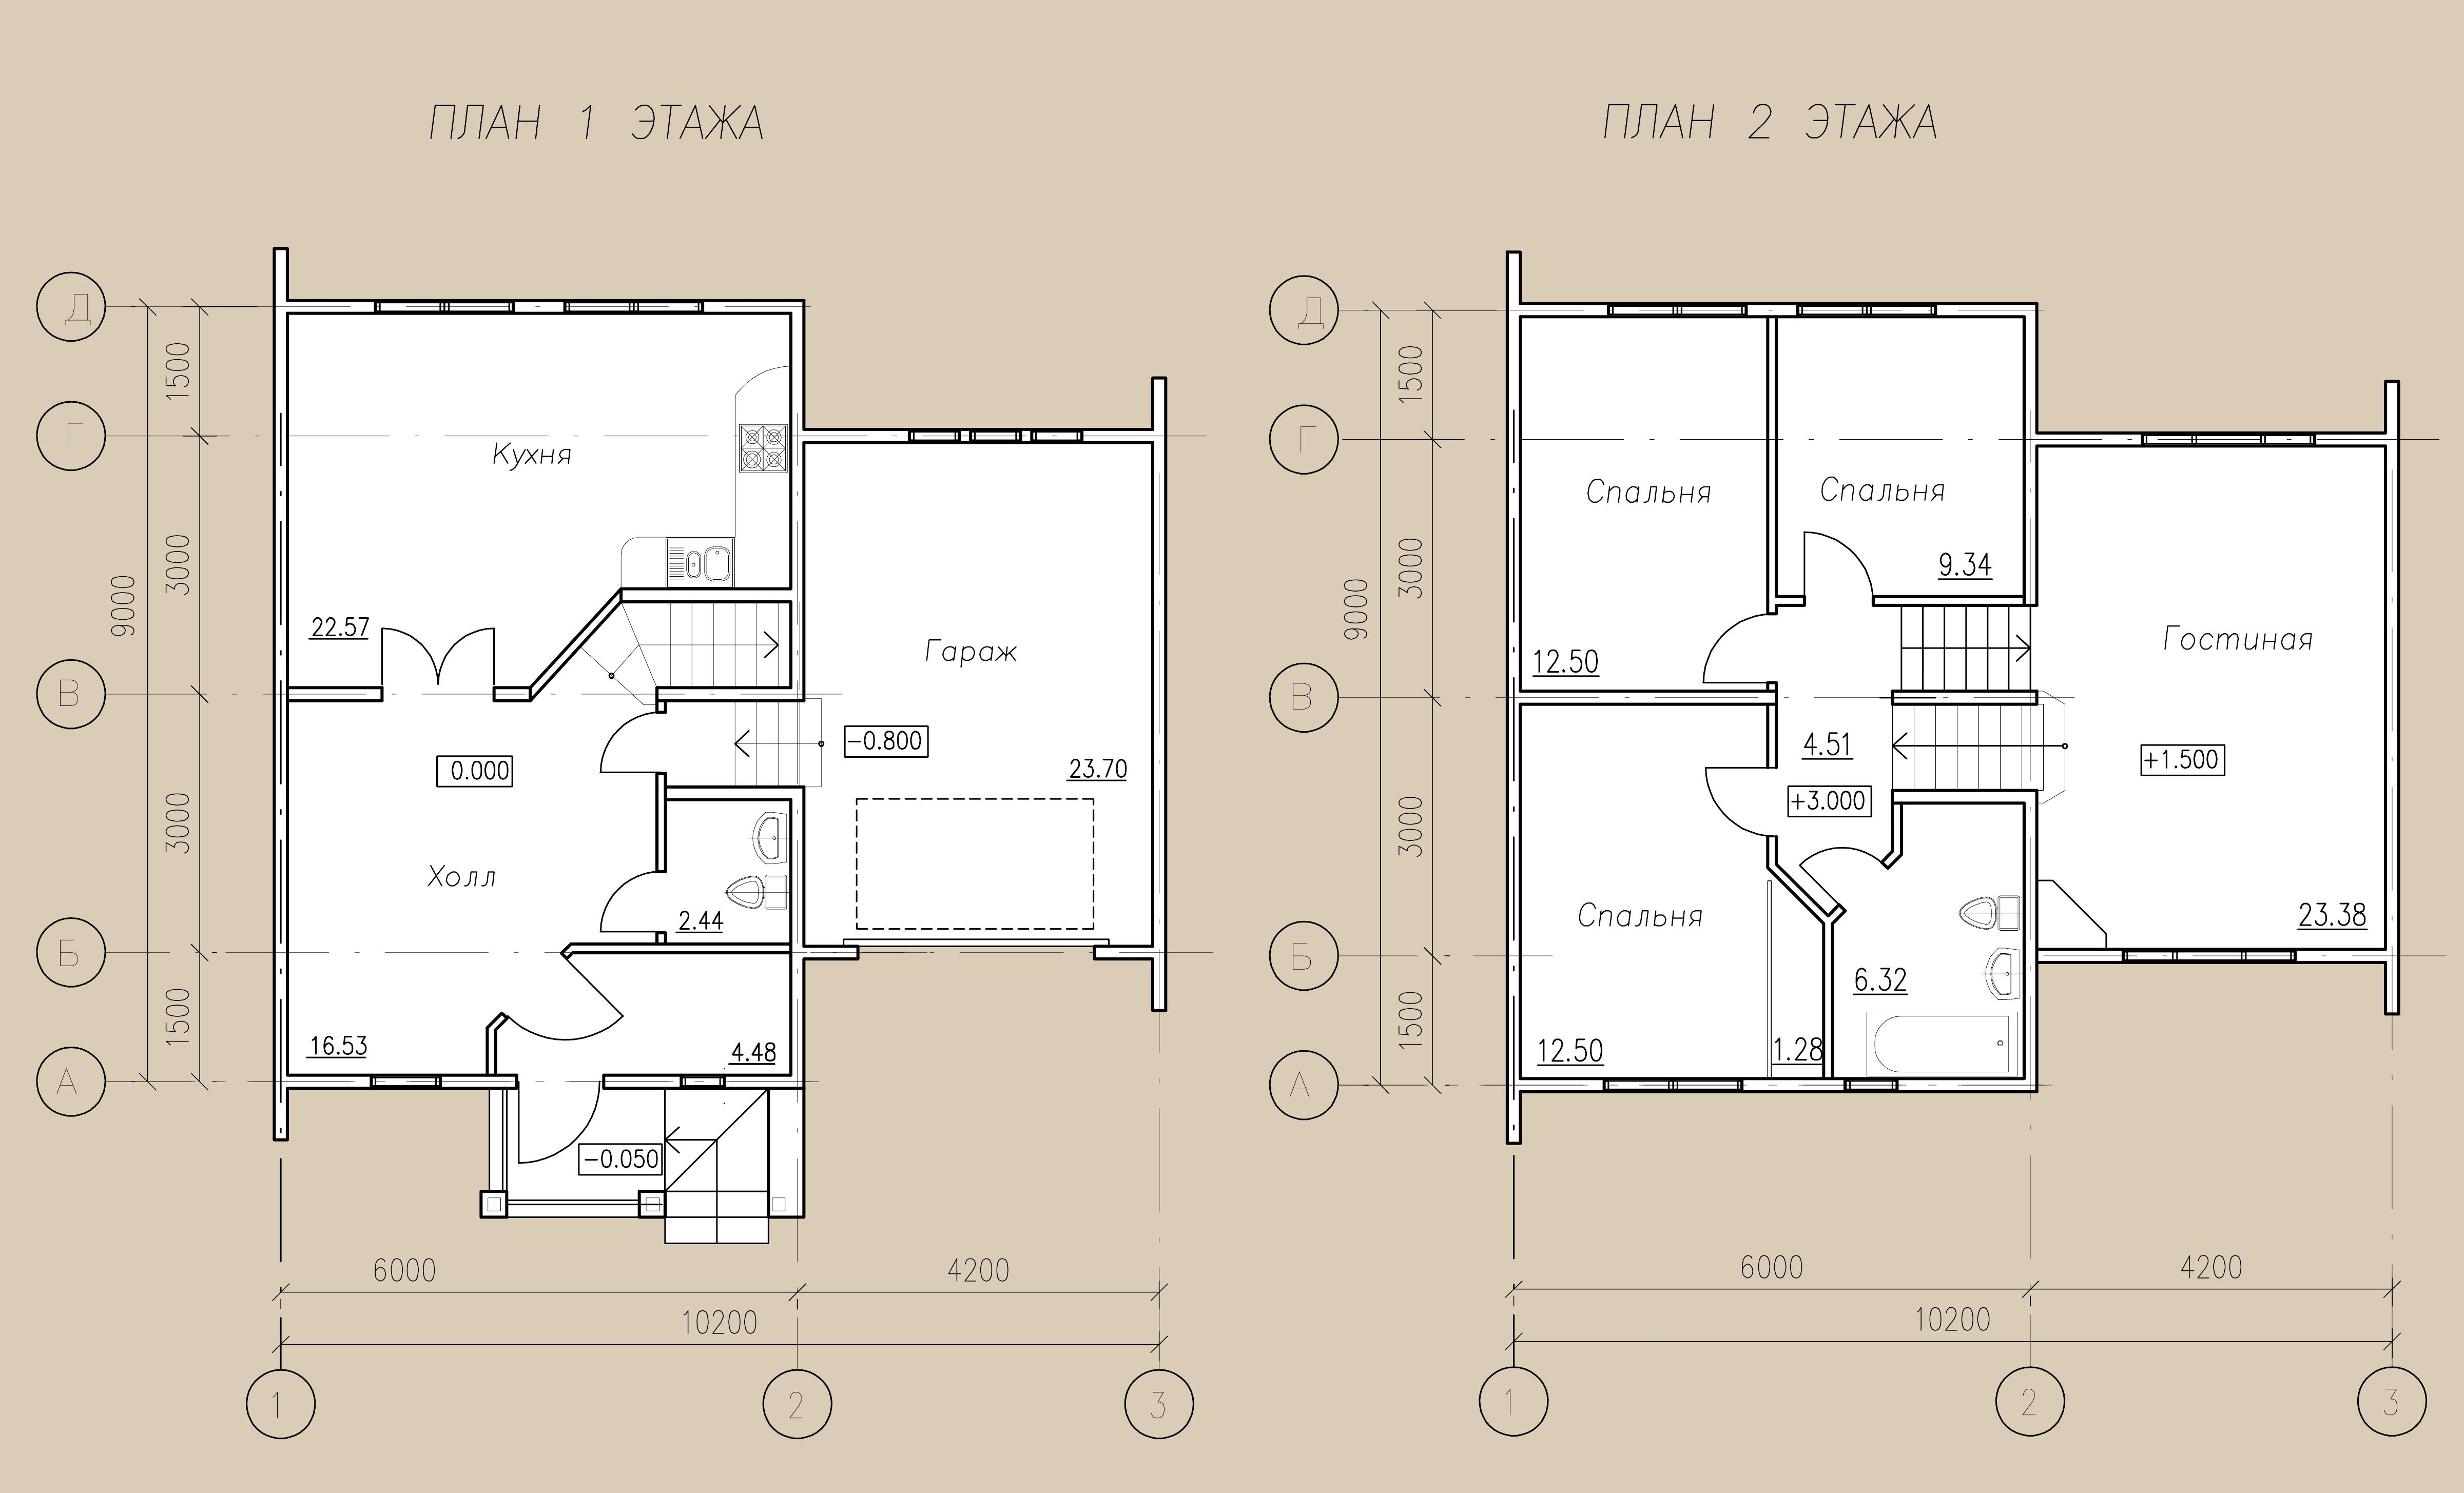 ПЛАН 1 ЭТАЖА
Д
Г
В
Б
А
1500
3000
3000
1500
9000
Кухня
22.57
Гараж
-0.800
23.70
0.000
Холл
2.44
16.53
4.48
-0.050
6000
4200
10200
1
2
3
ПЛАН 2 ЭТАЖА
Д
Г
В
Б
А
1500
3000
3000
1500
9000
Спальня
Спальня
9.34
12.50
Гостиная
4.51
+1.500
+3.000
Спальня
23.38
6.32
12.50
1.28
6000
4200
10200
1
2
3